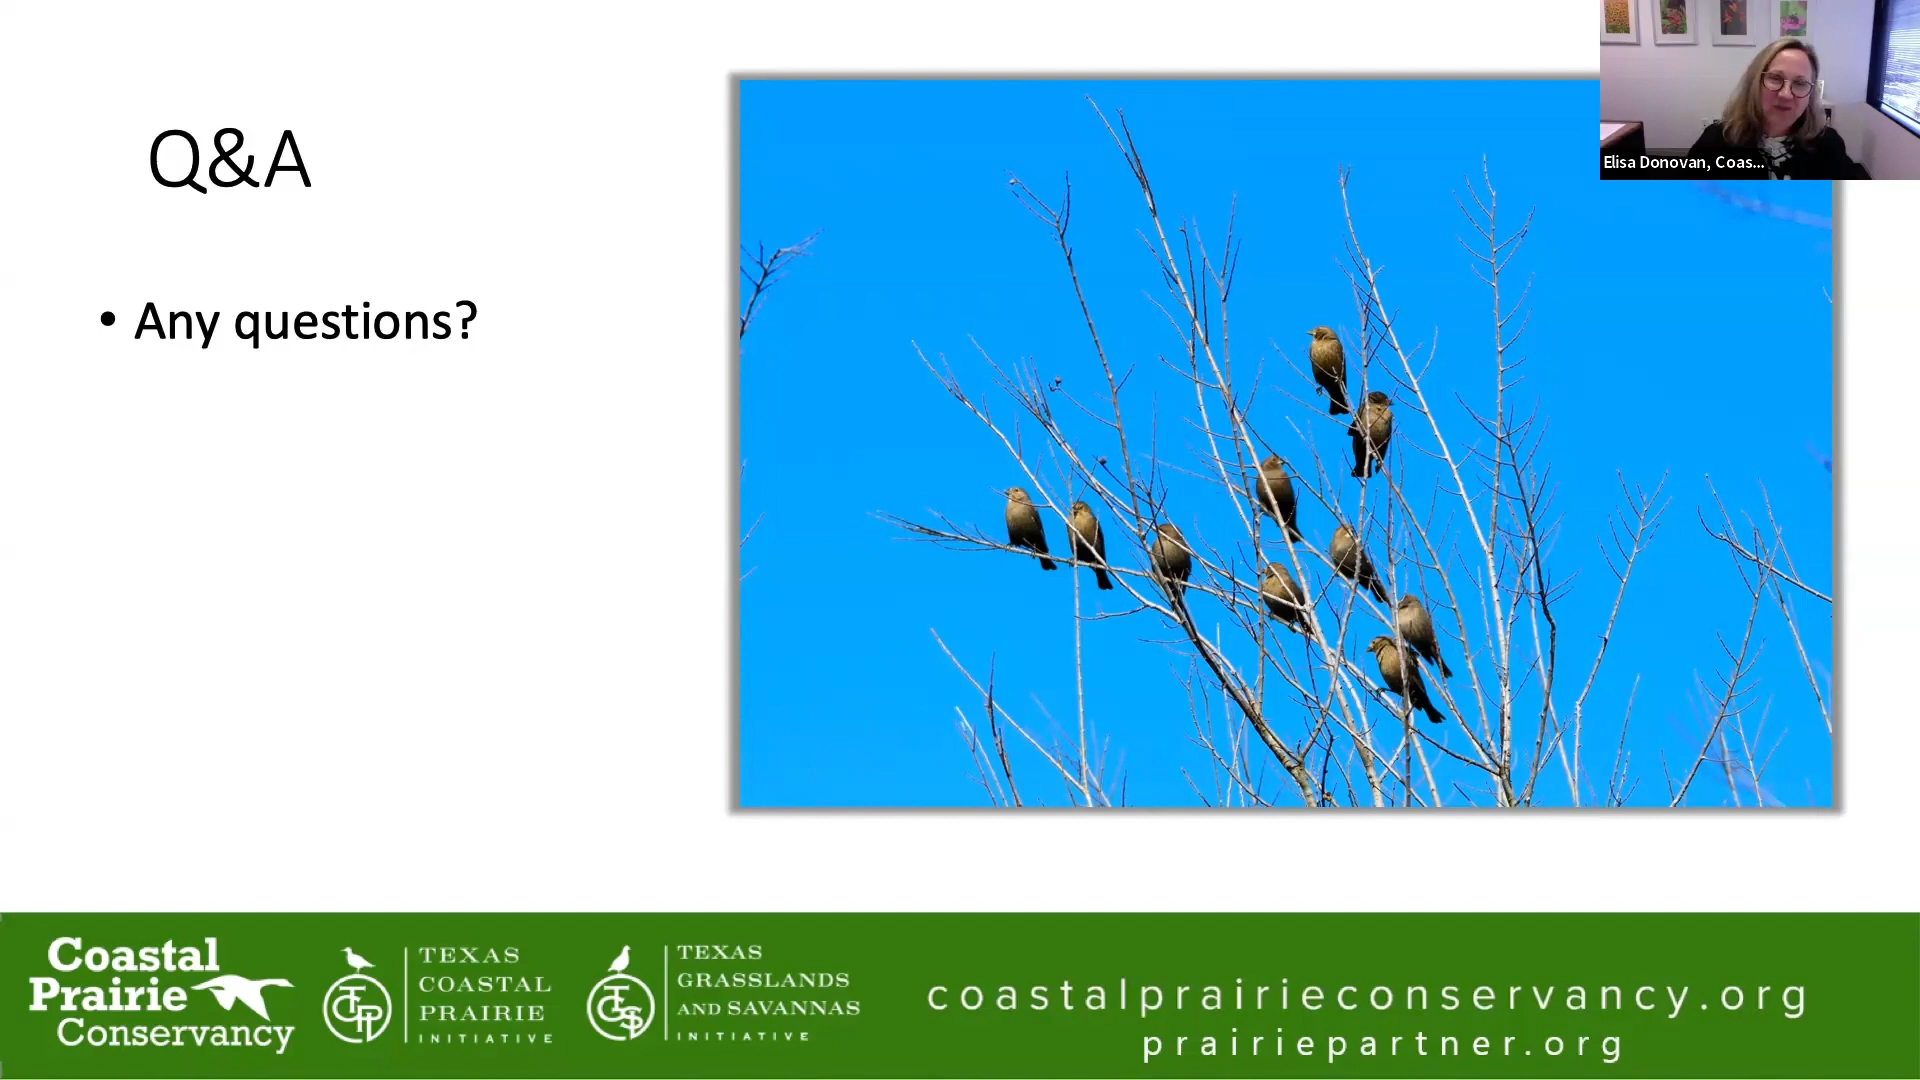 Q&A
• Any questions?
Elisa Donovan, Coas...
Coastal
Prairie
Conservancy
TEXAS
COASTAL
PRAIRIE
INITIATIVE
TEXAS
GRASSLANDS
AND SAVANNAS
INITIATIVE
coastalprairieconservancy.org
prairiepartner.org